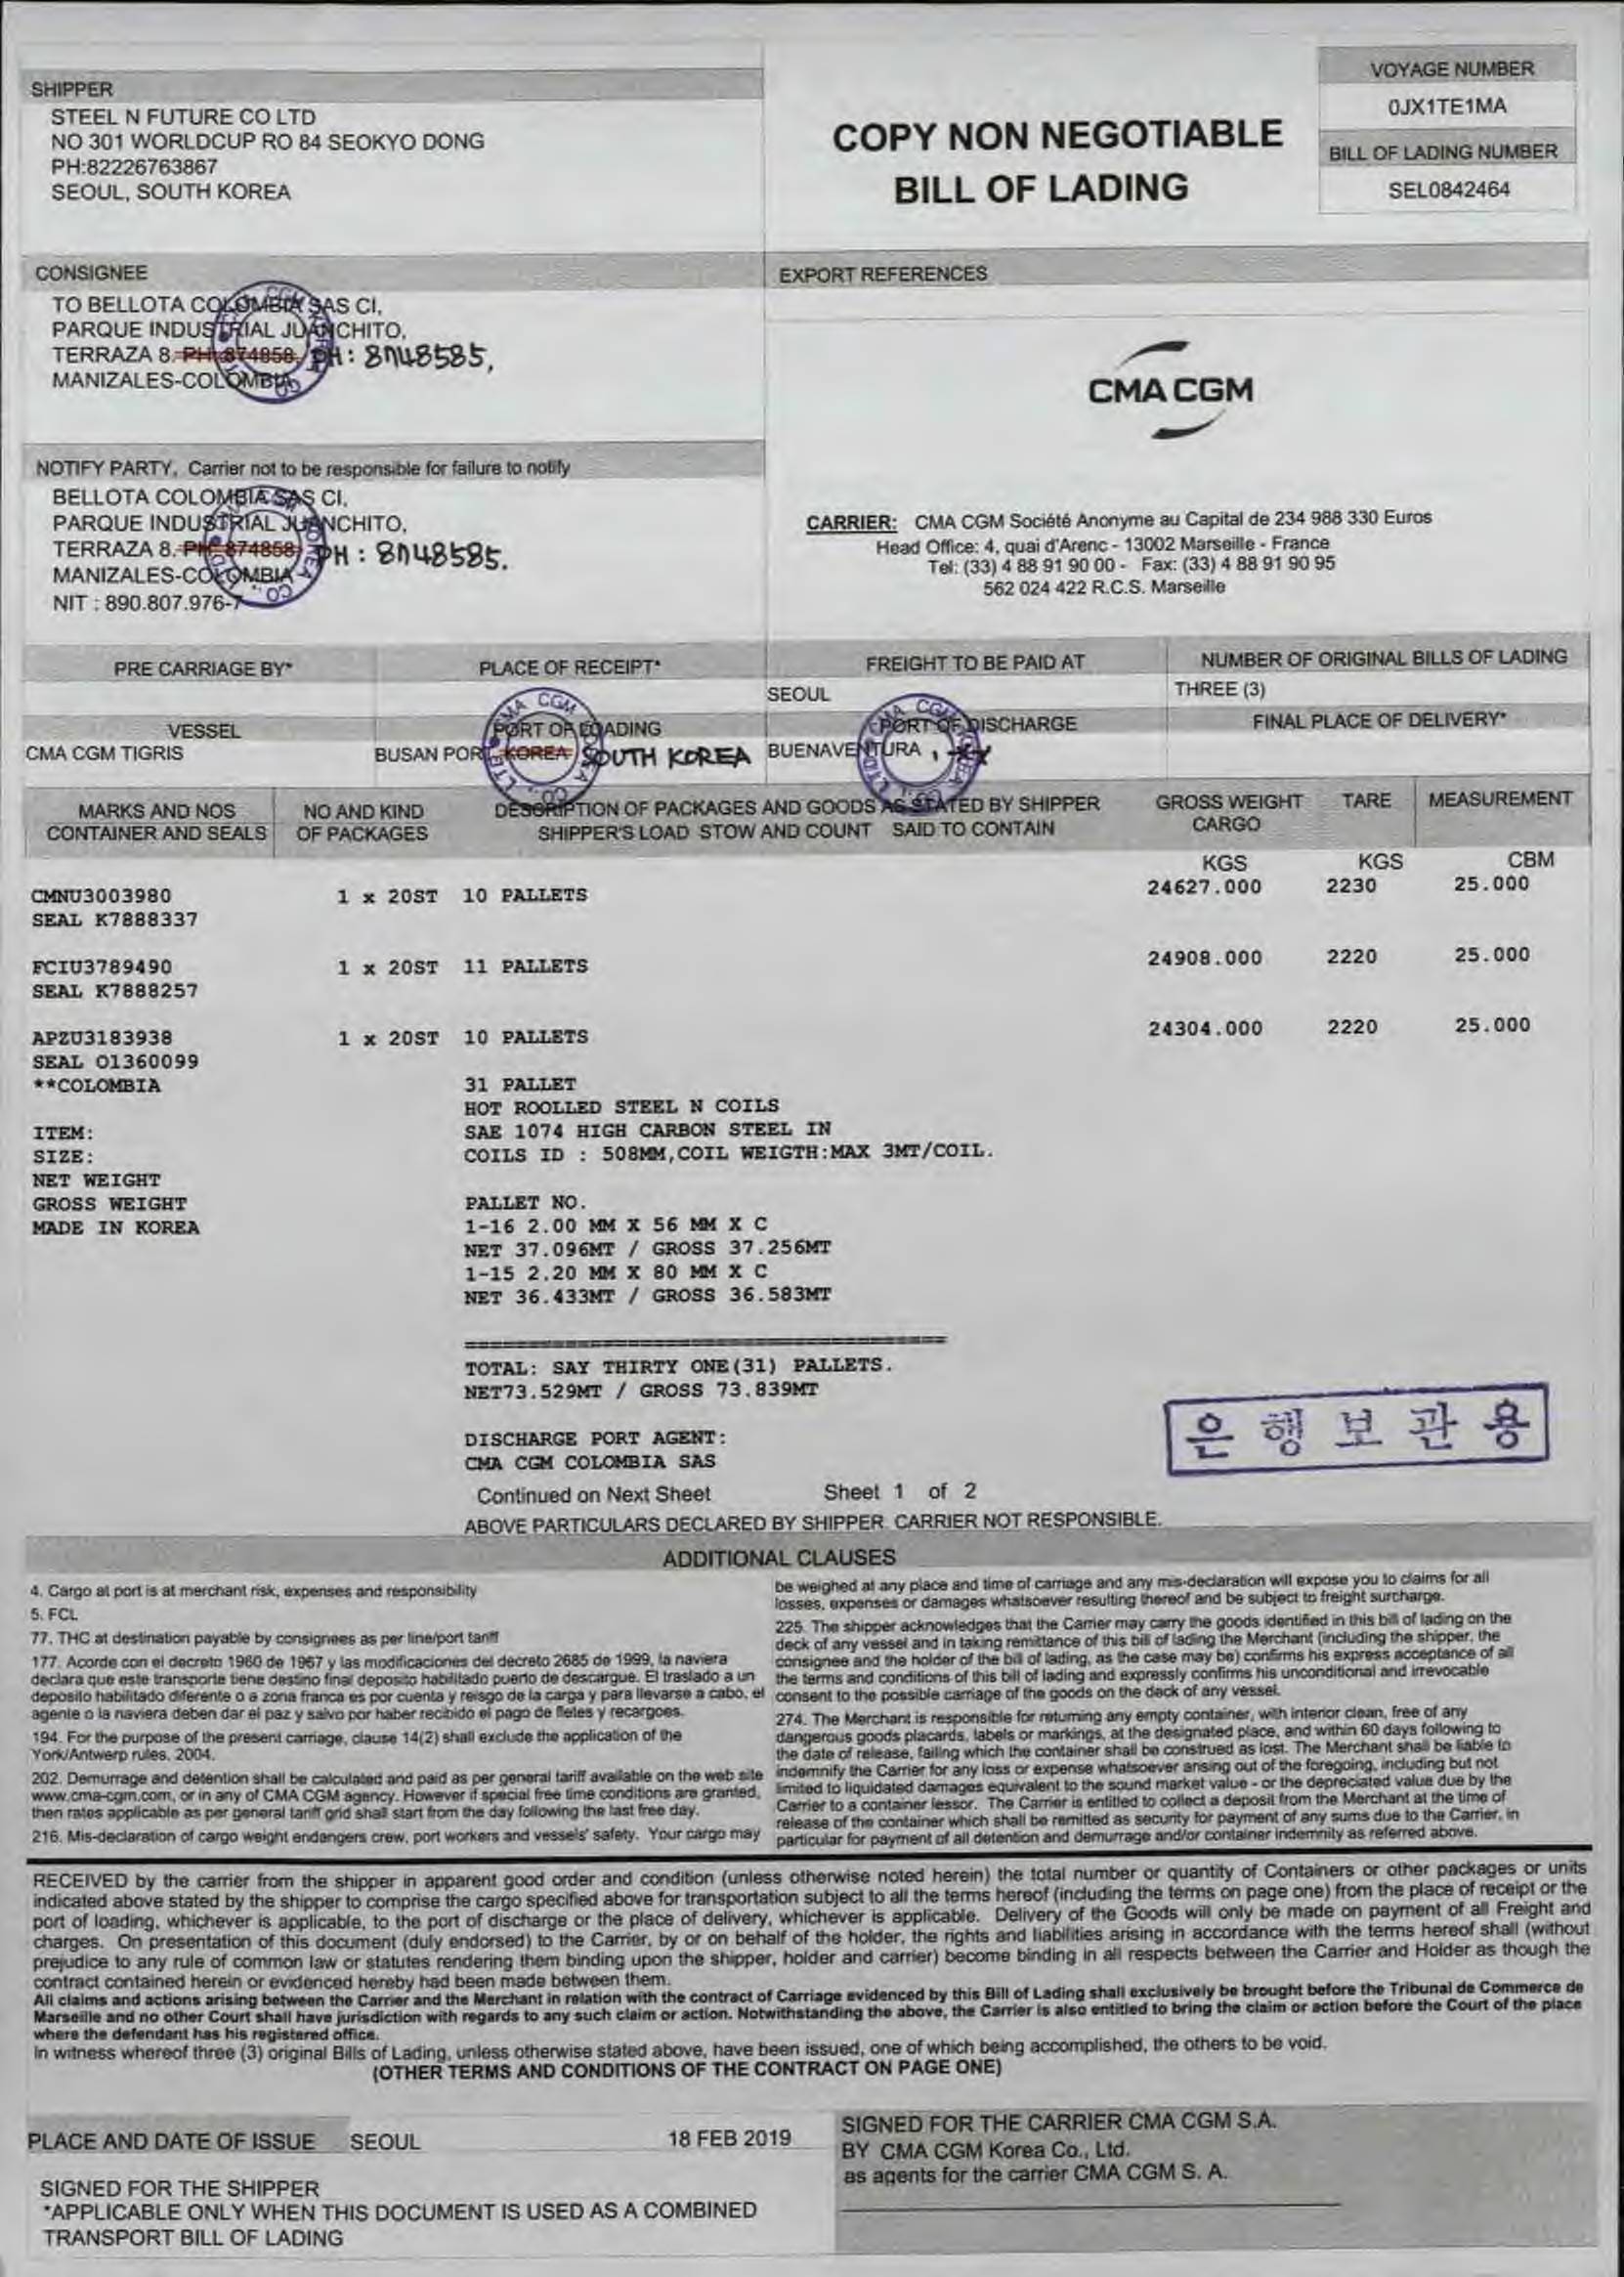 SHIPPER
STEEL N FUTURE CO LTD
NO 301 WORLDCUP RO 84 SEOKYO DONG
PH:82226763867
SEOUL, SOUTH KOREA
COPY NON NEGOTIABLE
BILL OF LADING
VOYAGE NUMBER
0JX1TE1MA
BILL OF LADING NUMBER
SEL0842464
CONSIGNEE
TO BELLOTA COLOMBIA SAS CI,
PARQUE INDUSTRIAL JUANCHITO,
TERRAZA 8. PH: 874858, PH: 8748585,
MANIZALES-COLOMBIA
EXPORT REFERENCES
CMA CGM
NOTIFY PARTY, Carrier not to be responsible for failure to notify
BELLOTA COLOMBIA SAS CI,
PARQUE INDUSTRIAL JUANCHITO,
TERRAZA 8. PH: 874858, PH: 8748585.
MANIZALES-COLOMBIA
NIT : 890.807.976-7
CARRIER: CMA CGM Société Anonyme au Capital de 234 988 330 Euros
Head Office: 4, quai d'Arenc - 13002 Marseille - France
Tel: (33) 4 88 91 90 00 - Fax: (33) 4 88 91 90 95
562 024 422 R.C.S. Marseille
PRE CARRIAGE BY* PLACE OF RECEIPT* FREIGHT TO BE PAID AT NUMBER OF ORIGINAL BILLS OF LADING
SEOUL THREE (3)
VESSEL PORT OF LOADING PORT OF DISCHARGE FINAL PLACE OF DELIVERY*
CMA CGM TIGRIS BUSAN PORT, KOREA SOUTH KOREA BUENAVENTURA ,
MARKS AND NOS NO AND KIND DESCRIPTION OF PACKAGES AND GOODS AS STATED BY SHIPPER GROSS WEIGHT TARE MEASUREMENT
CONTAINER AND SEALS OF PACKAGES SHIPPER'S LOAD STOW AND COUNT SAID TO CONTAIN CARGO
KGS KGS CBM
CMNU3003980 1 x 20ST 10 PALLETS 24627.000 2230 25.000
SEAL K7888337
FCIU3789490 1 x 20ST 11 PALLETS 24908.000 2220 25.000
SEAL K7888257
APZU3183938 1 x 20ST 10 PALLETS 24304.000 2220 25.000
SEAL O1360099
**COLOMBIA 31 PALLET
HOT ROOLLED STEEL N COILS
ITEM: SAE 1074 HIGH CARBON STEEL IN
SIZE: COILS ID : 508MM,COIL WEIGTH:MAX 3MT/COIL.
NET WEIGHT
GROSS WEIGHT PALLET NO.
MADE IN KOREA 1-16 2.00 MM X 56 MM X C
NET 37.096MT / GROSS 37.256MT
1-15 2.20 MM X 80 MM X C
NET 36.433MT / GROSS 36.583MT
TOTAL: SAY THIRTY ONE(31) PALLETS.
NET73.529MT / GROSS 73.839MT
DISCHARGE PORT AGENT:
CMA CGM COLOMBIA SAS
은행보관용
Continued on Next Sheet Sheet 1 of 2
ABOVE PARTICULARS DECLARED BY SHIPPER. CARRIER NOT RESPONSIBLE.
ADDITIONAL CLAUSES
4. Cargo at port is at merchant risk, expenses and responsibility
5. FCL
77. THC at destination payable by consignees as per line/port tariff
177. Acorde con el decreto 1960 de 1967 y las modificaciones del decreto 2685 de 1999, la naviera
declara que este transporte tiene destino final deposito habilitado puerto de descargue. El traslado a un
deposito habilitado diferente o a zona franca es por cuenta y reisgo de la carga y para llevarse a cabo, el
agente o la naviera deben dar el paz y salvo por haber recibido el pago de fletes y recargoes.
194. For the purpose of the present carriage, clause 14(2) shall exclude the application of the
York/Antwerp rules, 2004.
202. Demurrage and detention shall be calculated and paid as per general tariff available on the web site
www.cma-cgm.com, or in any of CMA CGM agency. However if special free time conditions are granted,
then rates applicable as per general tariff grid shall start from the day following the last free day.
216. Mis-declaration of cargo weight endangers crew, port workers and vessels' safety. Your cargo may
be weighed at any place and time of carriage and any mis-declaration will expose you to claims for all
losses, expenses or damages whatsoever resulting thereof and be subject to freight surcharge.
225. The shipper acknowledges that the Carrier may carry the goods identified in this bill of lading on the
deck of any vessel and in taking remittance of this bill of lading the Merchant (including the shipper, the
consignee and the holder of the bill of lading, as the case may be) confirms his express acceptance of all
the terms and conditions of this bill of lading and expressly confirms his unconditional and irrevocable
consent to the possible carriage of the goods on the deck of any vessel.
274. The Merchant is responsible for returning any empty container, with interior clean, free of any
dangerous goods placards, labels or markings, at the designated place, and within 60 days following to
the date of release, failing which the container shall be construed as lost. The Merchant shall be liable to
indemnify the Carrier for any loss or expense whatsoever arising out of the foregoing, including but not
limited to liquidated damages equivalent to the sound market value - or the depreciated value due by the
Carrier to a container lessor. The Carrier is entitled to collect a deposit from the Merchant at the time of
release of the container which shall be remitted as security for payment of any sums due to the Carrier, in
particular for payment of all detention and demurrage and/or container indemnity as referred above.
RECEIVED by the carrier from the shipper in apparent good order and condition (unless otherwise noted herein) the total number or quantity of Containers or other packages or units
indicated above stated by the shipper to comprise the cargo specified above for transportation subject to all the terms hereof (including the terms on page one) from the place of receipt or the
port of loading, whichever is applicable, to the port of discharge or the place of delivery, whichever is applicable. Delivery of the Goods will only be made on payment of all Freight and
charges. On presentation of this document (duly endorsed) to the Carrier, by or on behalf of the holder, the rights and liabilities arising in accordance with the terms hereof shall (without
prejudice to any rule of common law or statutes rendering them binding upon the shipper, holder and carrier) become binding in all respects between the Carrier and Holder as though the
contract contained herein or evidenced hereby had been made between them.
All claims and actions arising between the Carrier and the Merchant in relation with the contract of Carriage evidenced by this Bill of Lading shall exclusively be brought before the Tribunal de Commerce de
Marseille and no other Court shall have jurisdiction with regards to any such claim or action. Notwithstanding the above, the Carrier is also entitled to bring the claim or action before the Court of the place
where the defendant has his registered office.
In witness whereof three (3) original Bills of Lading, unless otherwise stated above, have been issued, one of which being accomplished, the others to be void.
(OTHER TERMS AND CONDITIONS OF THE CONTRACT ON PAGE ONE)
PLACE AND DATE OF ISSUE SEOUL 18 FEB 2019
SIGNED FOR THE SHIPPER
*APPLICABLE ONLY WHEN THIS DOCUMENT IS USED AS A COMBINED
TRANSPORT BILL OF LADING
SIGNED FOR THE CARRIER CMA CGM S.A.
BY CMA CGM Korea Co., Ltd.
as agents for the carrier CMA CGM S. A.